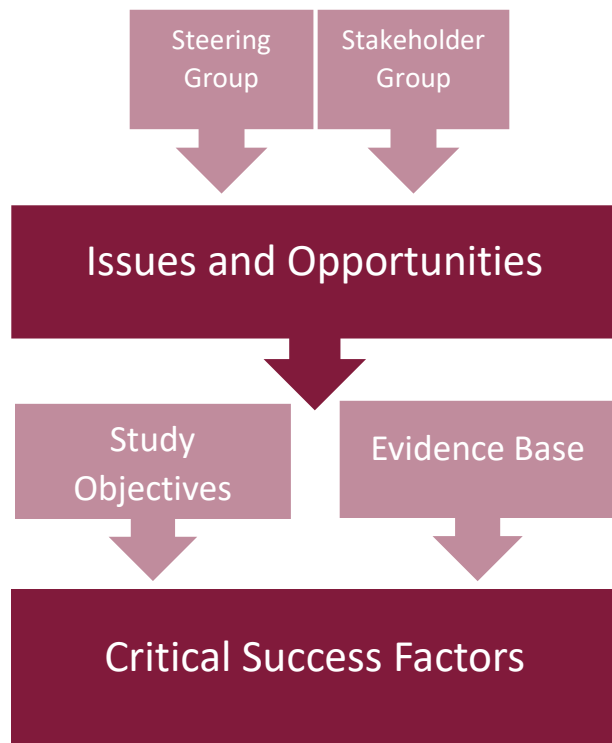 Steering
Group
Stakeholder
Group
Issues and Opportunities
Study
Objectives
Evidence Base
Critical Success Factors